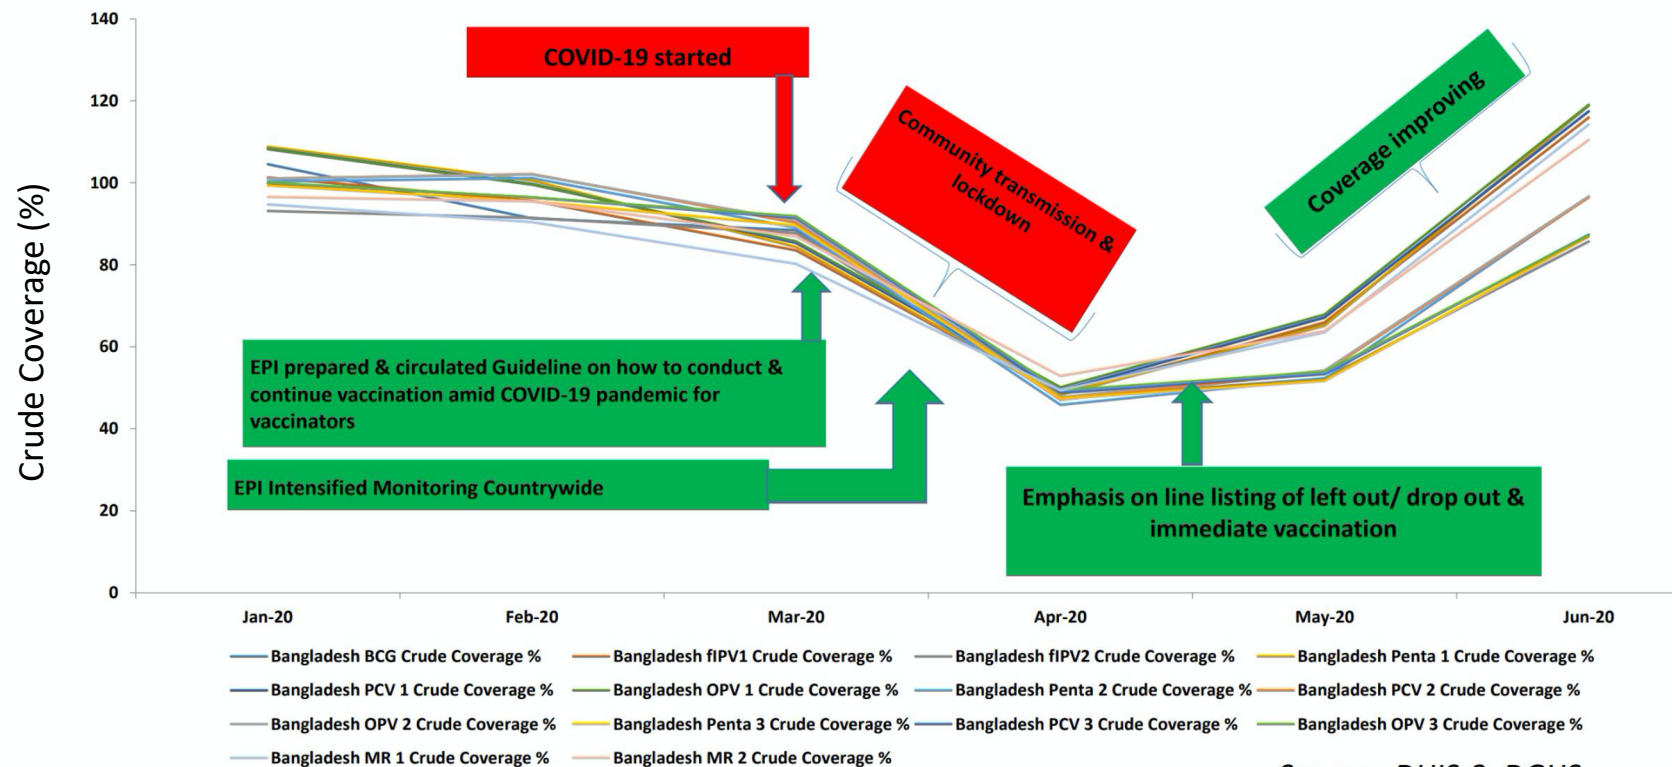 140
120
100
80
60
40
20
0
Crude Coverage (%)
COVID-19 started
Community transmission &
lockdown
Coverage improving
EPI prepared & circulated Guideline on how to conduct &
continue vaccination amid COVID-19 pandemic for
vaccinators
EPI Intensified Monitoring Countrywide
Emphasis on line listing of left out/ drop out &
immediate vaccination
Jan-20 Feb-20 Mar-20 Apr-20 May-20 Jun-20
Bangladesh BCG Crude Coverage % Bangladesh fIPV1 Crude Coverage % Bangladesh fIPV2 Crude Coverage % Bangladesh Penta 1 Crude Coverage %
Bangladesh PCV 1 Crude Coverage % Bangladesh OPV 1 Crude Coverage % Bangladesh Penta 2 Crude Coverage % Bangladesh PCV 2 Crude Coverage %
Bangladesh OPV 2 Crude Coverage % Bangladesh Penta 3 Crude Coverage % Bangladesh PCV 3 Crude Coverage % Bangladesh OPV 3 Crude Coverage %
Bangladesh MR 1 Crude Coverage % Bangladesh MR 2 Crude Coverage %